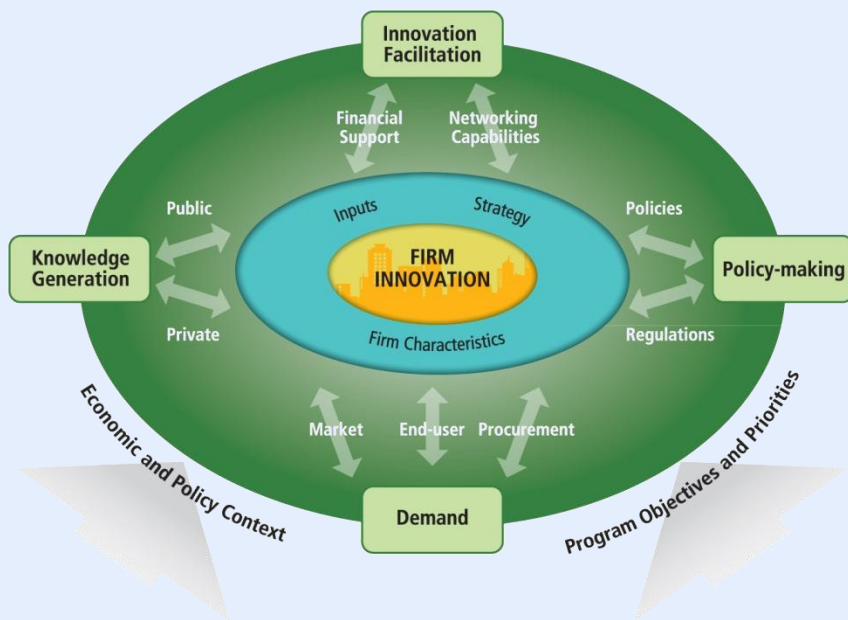 Innovation
Facilitation
Financial
Support
Networking
Capabilities
Public
Inputs
Strategy
Policies
Knowledge
Generation
FIRM
INNOVATION
Policy-making
Private
Firm Characteristics
Regulations
Market
End-user
Procurement
Economic and Policy Context
Demand
Program Objectives and Priorities